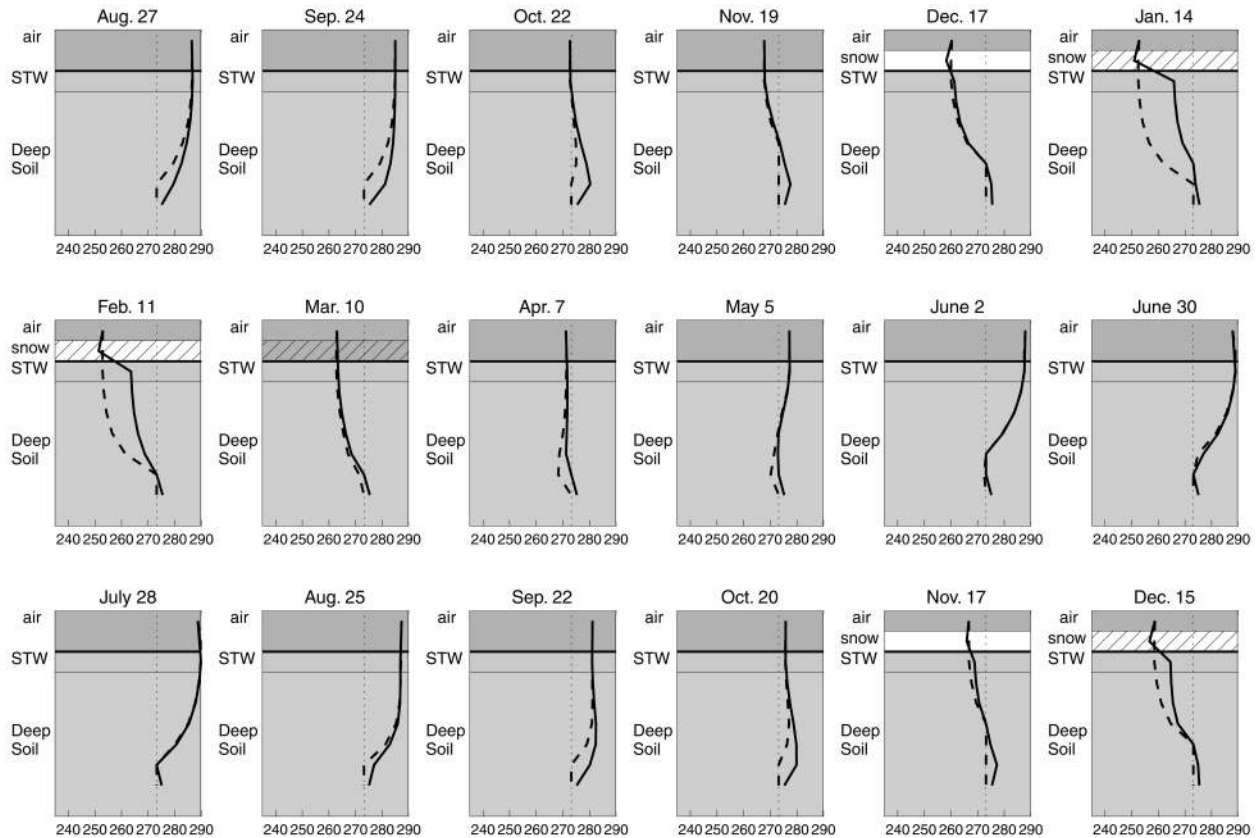 Aug. 27 Sep. 24 Oct. 22 Nov. 19 Dec. 17 Jan. 14
air air air air air air
snow snow
STW STW STW STW STW STW
Deep Deep Deep Deep Deep Deep
Soil Soil Soil Soil Soil Soil
240 250 260 270 280 290 240 250 260 270 280 290 240 250 260 270 280 290 240 250 260 270 280 290 240 250 260 270 280 290 240 250 260 270 280 290
Feb. 11 Mar. 10 Apr. 7 May 5 June 2 June 30
air air air air air air
snow
STW STW STW STW STW STW
Deep Deep Deep Deep Deep Deep
Soil Soil Soil Soil Soil Soil
240 250 260 270 280 290 240 250 260 270 280 290 240 250 260 270 280 290 240 250 260 270 280 290 240 250 260 270 280 290 240 250 260 270 280 290
July 28 Aug. 25 Sep. 22 Oct. 20 Nov. 17 Dec. 15
air air air air air air
snow snow
STW STW STW STW STW STW
Deep Deep Deep Deep Deep Deep
Soil Soil Soil Soil Soil Soil
240 250 260 270 280 290 240 250 260 270 280 290 240 250 260 270 280 290 240 250 260 270 280 290 240 250 260 270 280 290 240 250 260 270 280 290